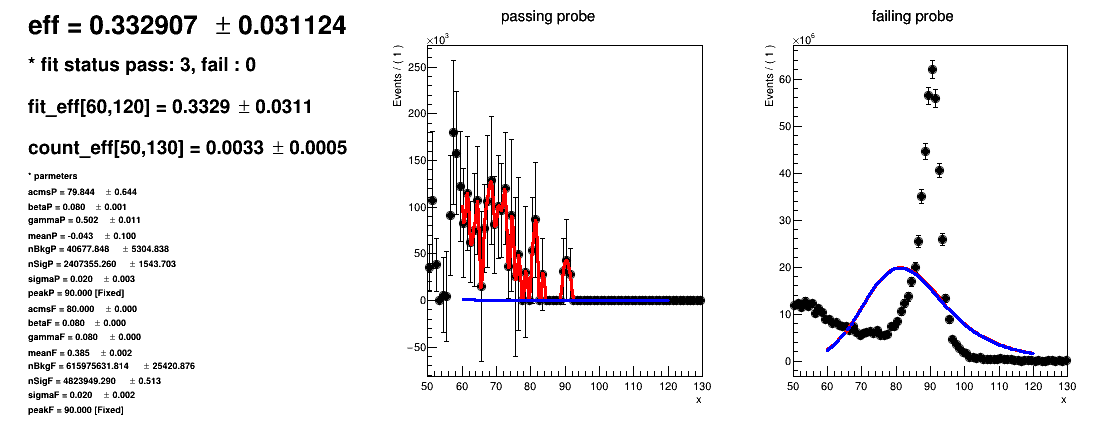 eff = 0.332907 ± 0.031124
* fit status pass: 3, fail : 0
fit_eff[60,120] = 0.3329 ± 0.0311
count_eff[50,130] = 0.0033 ± 0.0005
* parmeters
acmsP = 79.844 ± 0.644
betaP = 0.080 ± 0.001
gammaP = 0.502 ± 0.011
meanP = -0.043 ± 0.100
nBkgP = 40677.848 ± 5304.838
nSigP = 2407355.260 ± 1543.703
sigmaP = 0.020 ± 0.003
peakP = 90.000 [Fixed]
acmsF = 80.000 ± 0.000
betaF = 0.080 ± 0.000
gammaF = 0.080 ± 0.000
meanF = 0.385 ± 0.002
nBkgF = 615975631.814 ± 25420.876
nSigF = 4823949.290 ± 0.513
sigmaF = 0.020 ± 0.002
peakF = 90.000 [Fixed]
passing probe
×10³
Events / ( 1 )
250
200
150
100
50
0
−50
50 60 70 80 90 100 110 120 130
x
failing probe
×10⁶
Events / ( 1 )
60
50
40
30
20
10
0
50 60 70 80 90 100 110 120 130
x